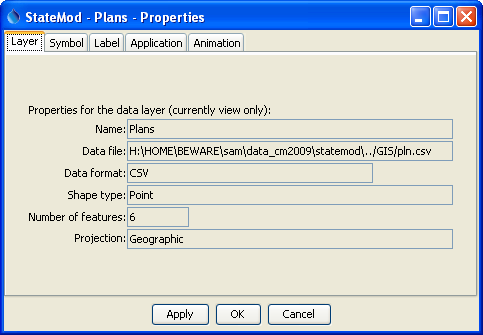 StateMod - Plans - Properties
Layer Symbol Label Application Animation
Properties for the data layer (currently view only):
Name: Plans
Data file: H:\HOME\BEWARE\sam\data_cm2009\statemod\../GIS/pln.csv
Data format: CSV
Shape type: Point
Number of features: 6
Projection: Geographic
Apply OK Cancel